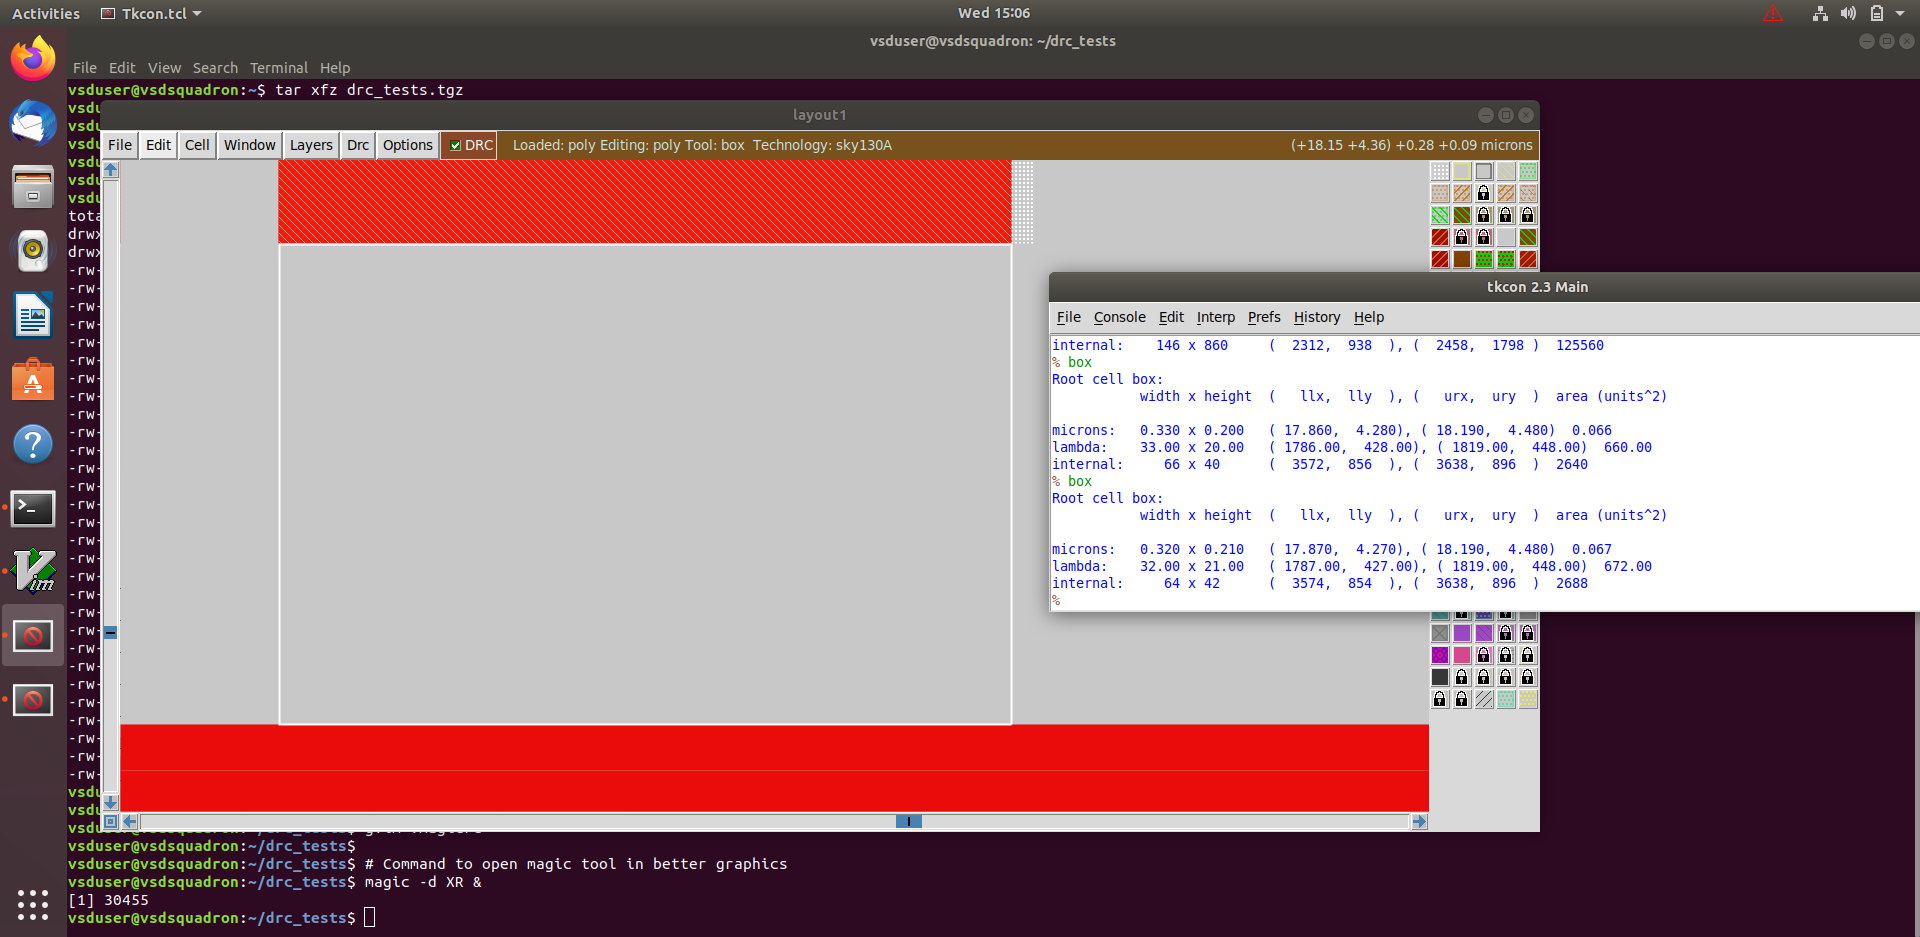 Activities Tkcon.tcl Wed 15:06
vsduser@vsdsquadron: ~/drc_tests
File Edit View Search Terminal Help
vsduser@vsdsquadron:~$ tar xfz drc_tests.tgz
layout1
File Edit Cell Window Layers Drc Options DRC Loaded: poly Editing: poly Tool: box Technology: sky130A (+18.15 +4.36) +0.28 +0.09 microns
tkcon 2.3 Main
File Console Edit Interp Prefs History Help
internal: 146 x 860 ( 2312, 938 ), ( 2458, 1798 ) 125560
% box
Root cell box:
width x height ( llx, lly ), ( urx, ury ) area (units^2)
microns: 0.330 x 0.200 ( 17.860, 4.280), ( 18.190, 4.480) 0.066
lambda: 33.00 x 20.00 ( 1786.00, 428.00), ( 1819.00, 448.00) 660.00
internal: 66 x 40 ( 3572, 856 ), ( 3638, 896 ) 2640
% box
Root cell box:
width x height ( llx, lly ), ( urx, ury ) area (units^2)
microns: 0.320 x 0.210 ( 17.870, 4.270), ( 18.190, 4.480) 0.067
lambda: 32.00 x 21.00 ( 1787.00, 427.00), ( 1819.00, 448.00) 672.00
internal: 64 x 42 ( 3574, 854 ), ( 3638, 896 ) 2688
%
vsduser@vsdsquadron:~/drc_tests$
vsduser@vsdsquadron:~/drc_tests$ # Command to open magic tool in better graphics
vsduser@vsdsquadron:~/drc_tests$ magic -d XR &
[1] 30455
vsduser@vsdsquadron:~/drc_tests$